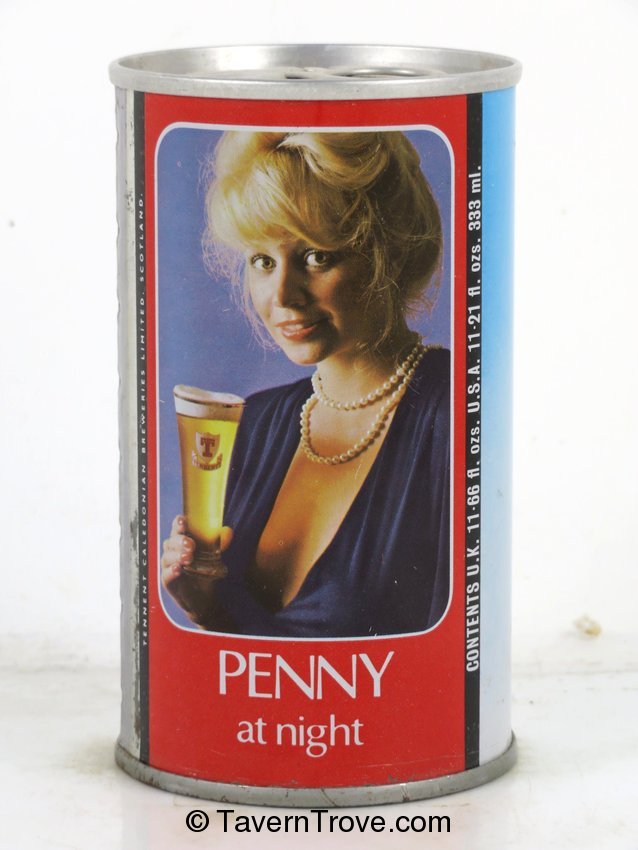 TENNENT CALEDONIAN BREWERIES LIMITED. SCOTLAND.
T
TENNENT'S
PENNY
at night
CONTENTS U.K. 11·66 fl. ozs. U.S.A. 11·21 fl. ozs. 333 ml.
© TavernTrove.com